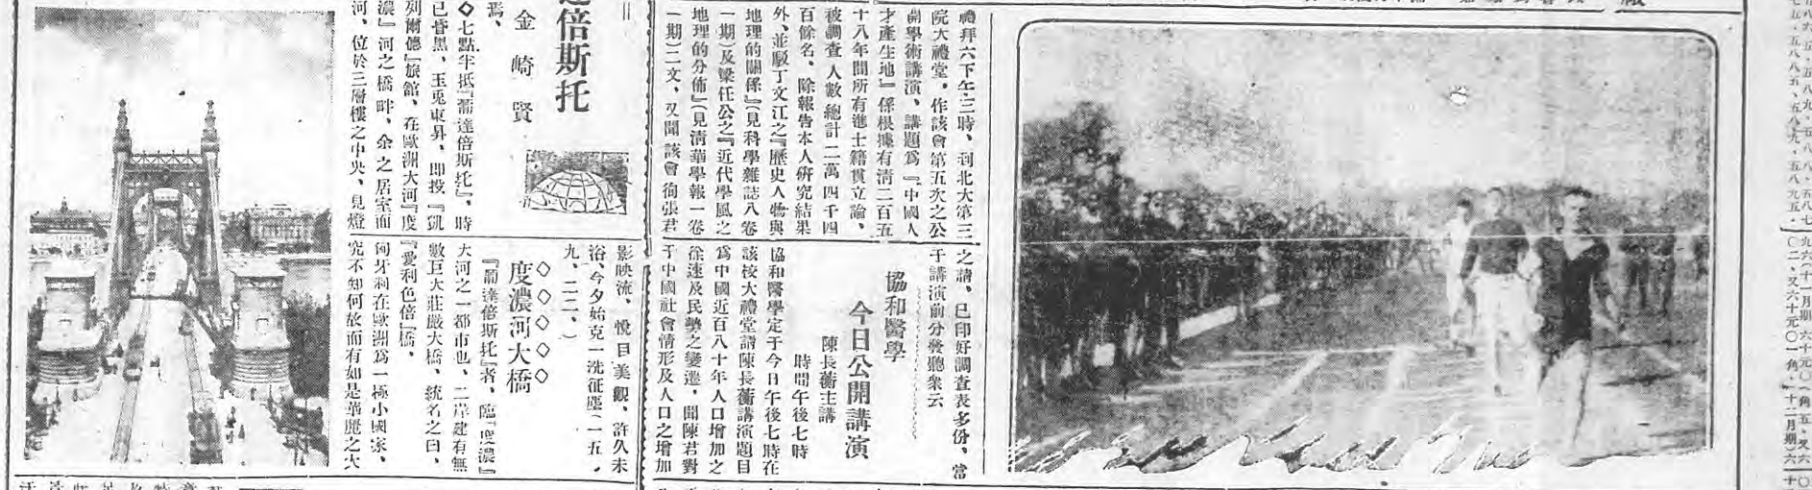 禮拜六下午三時、到北大第三
院大禮堂、作該會第五次之公
開學術講演、講題爲『中國人
才產生地』係根據有清二百五
十八年間所有進士籍貫立論、
被調查人數總計二萬四千四
百餘名、除報告本人研究結果
外、並駁丁文江之『歷史人物與
地理的關係』(見科學雜誌八卷
一期)及梁任公之『近代學風之
地理的分佈』(見清華學報一卷
一期)二文、又聞該會徇張君
之請、已印好調查表多份、當
于講演前分發聽衆云
協和醫學
今日公開講演
陳長蘅主講
時間午後七時
協和醫學定于今日午後七時在
該校大禮堂請陳長蘅講演題目
爲中國近百八十年人口增加之
徐速及民勢之變遷、聞陳君對
于中國社會情形及人口之增加
達倍斯托
金崎賢
焉、
◇七點半抵『蒲達倍斯托』、時
已昏黑、玉兎東昇、即投『凱
列爾德』旅館、在歐洲大河『度
濃』河之橋畔、余之居室面
河、位於三層樓之中央、見燈
影映流、悅目美觀、許久未
浴、今夕始克一洗征塵(一五、
九、二二、)
◇◇◇◇◇
度濃河大橋
『蒲達倍斯托』者、臨『度濃』
大河之一都市也、二岸建有無
數巨大莊嚴大橋、統名之曰、
『愛利色倍』橋、
匈牙利在歐洲爲一極小國家、
究不知何故而有如是華麗之大